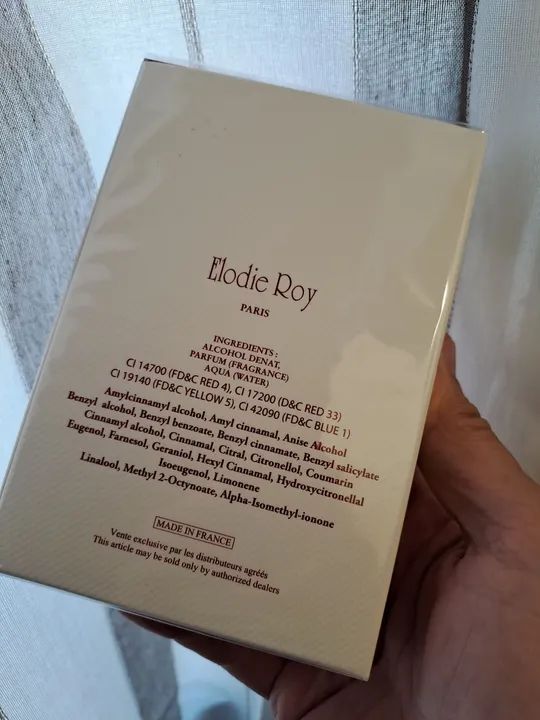 Elodie Roy
PARIS
INGREDIENTS :
ALCOHOL DENAT,
PARFUM (FRAGRANCE)
AQUA (WATER)
CI 14700 (FD&C RED 4), CI 17200 (D&C RED 33)
CI 19140 (FD&C YELLOW 5), CI 42090 (FD&C BLUE 1)
Amylcinnamyl alcohol, Amyl cinnamal, Anise Alcohol
Benzyl alcohol, Benzyl benzoate, Benzyl cinnamate, Benzyl salicylate
Cinnamyl alcohol, Cinnamal, Citral, Citronellol, Coumarin
Eugenol, Farnesol, Geraniol, Hexyl Cinnamal, Hydroxycitronellal
Isoeugenol, Limonene
Linalool, Methyl 2-Octynoate, Alpha-Isomethyl-ionone
MADE IN FRANCE
Vente exclusive par les distributeurs agréés
This article may be sold only by authorized dealers